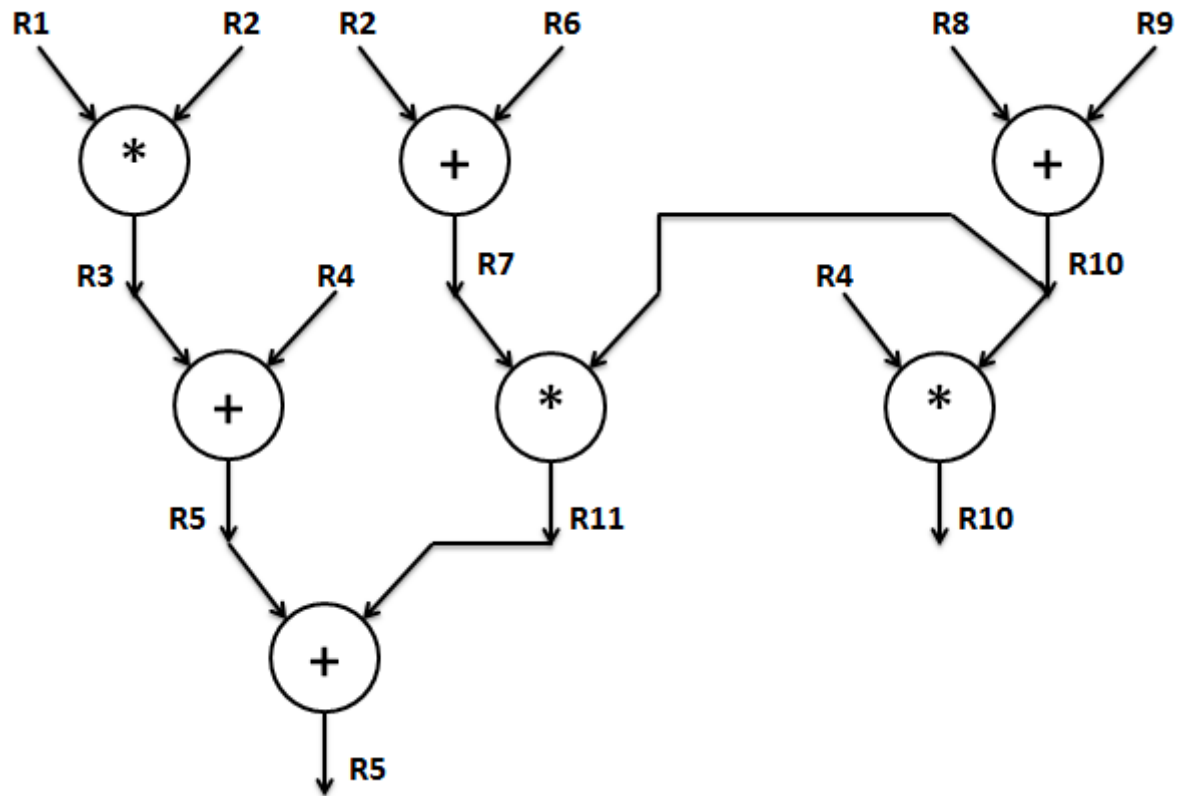 R1 R2 R2 R6 R8 R9
* + +
R3 R4 R7 R4 R10
+ * *
R5 R11 R10
+
R5